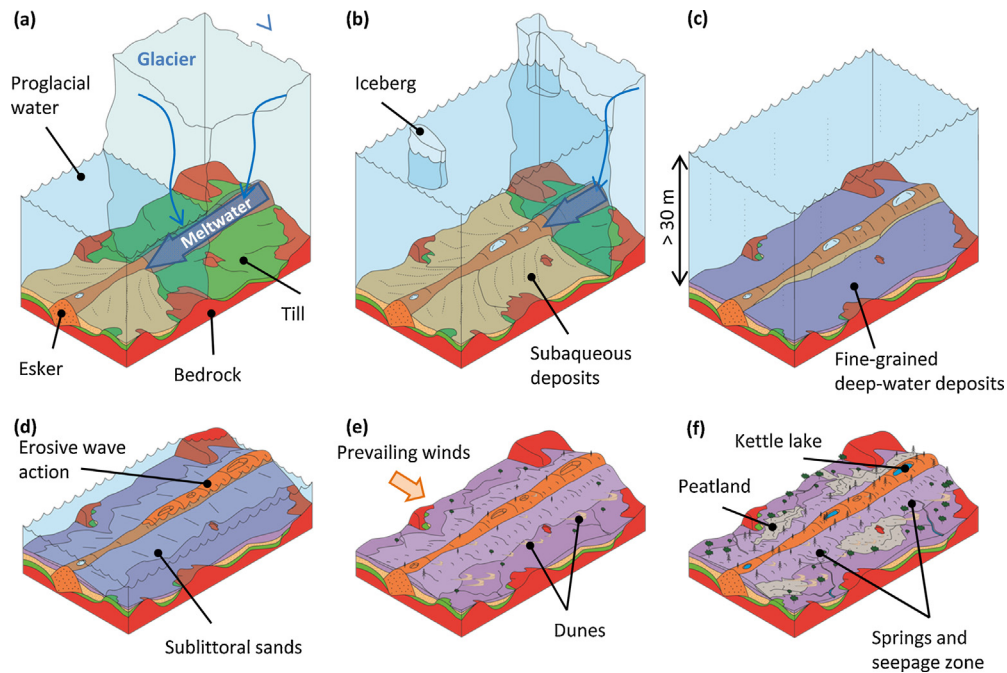 (a)
Glacier
Proglacial
water
Meltwater
Till
Esker
Bedrock
(b)
Iceberg
Subaqueous
deposits
(c)
> 30 m
Fine-grained
deep-water deposits
(d)
Erosive wave
action
Sublittoral sands
(e)
Prevailing winds
Dunes
(f)
Kettle lake
Peatland
Springs and
seepage zone